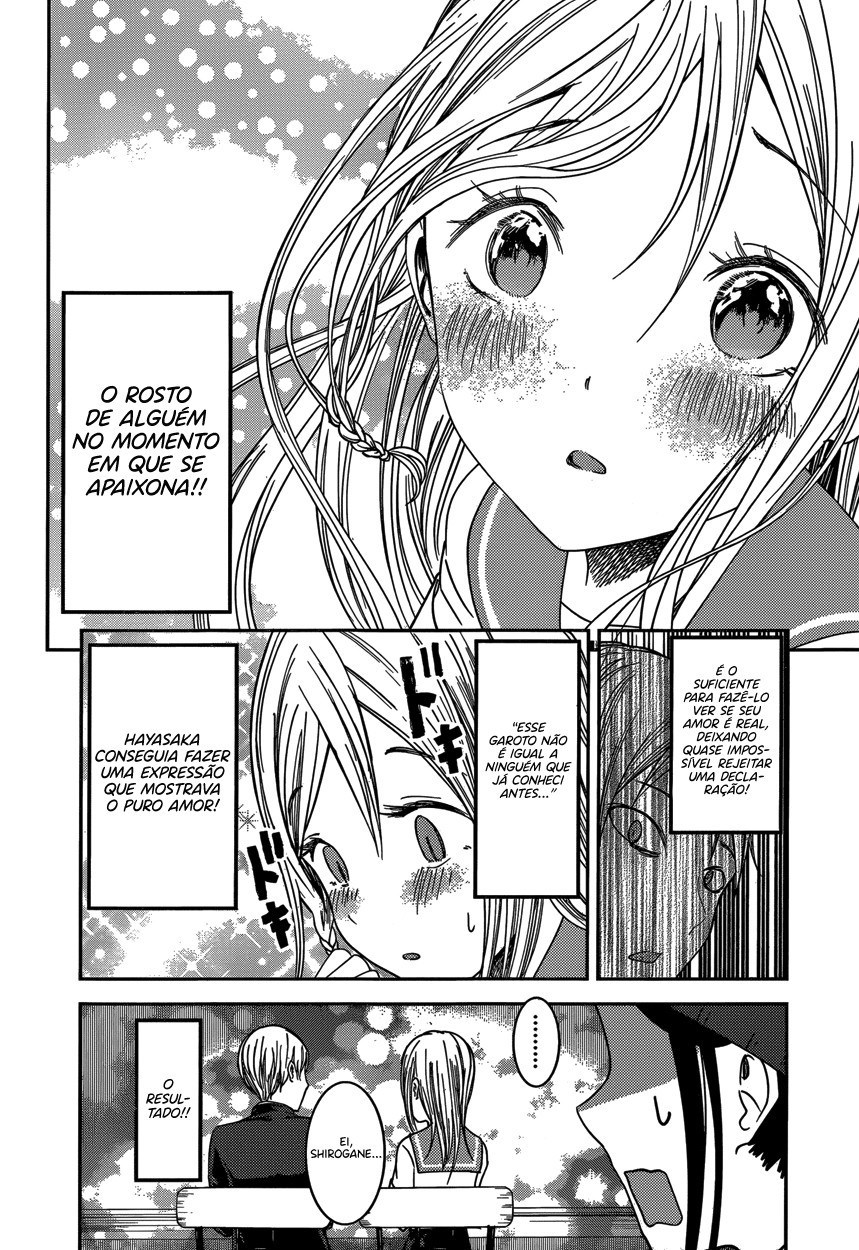 O ROSTO
DE ALGUÉM
NO MOMENTO
EM QUE SE
APAIXONA!!
É O
SUFICIENTE
PARA FAZÊ-LO
VER SE SEU
AMOR É REAL,
DEIXANDO
QUASE IMPOS-
SÍVEL REJEITAR
UMA DECLA-
RAÇÃO!
"ESSE
GAROTO NÃO
É IGUAL A
NINGUÉM QUE
JÁ CONHECI
ANTES..."
ドキ
ドキ
HAYASAKA
CONSEGUIA FAZER
UMA EXPRESSÃO
QUE MOSTRAVA
O PURO AMOR!
........
EI,
SHIROGANE...
O
RESUL-
TADO!!